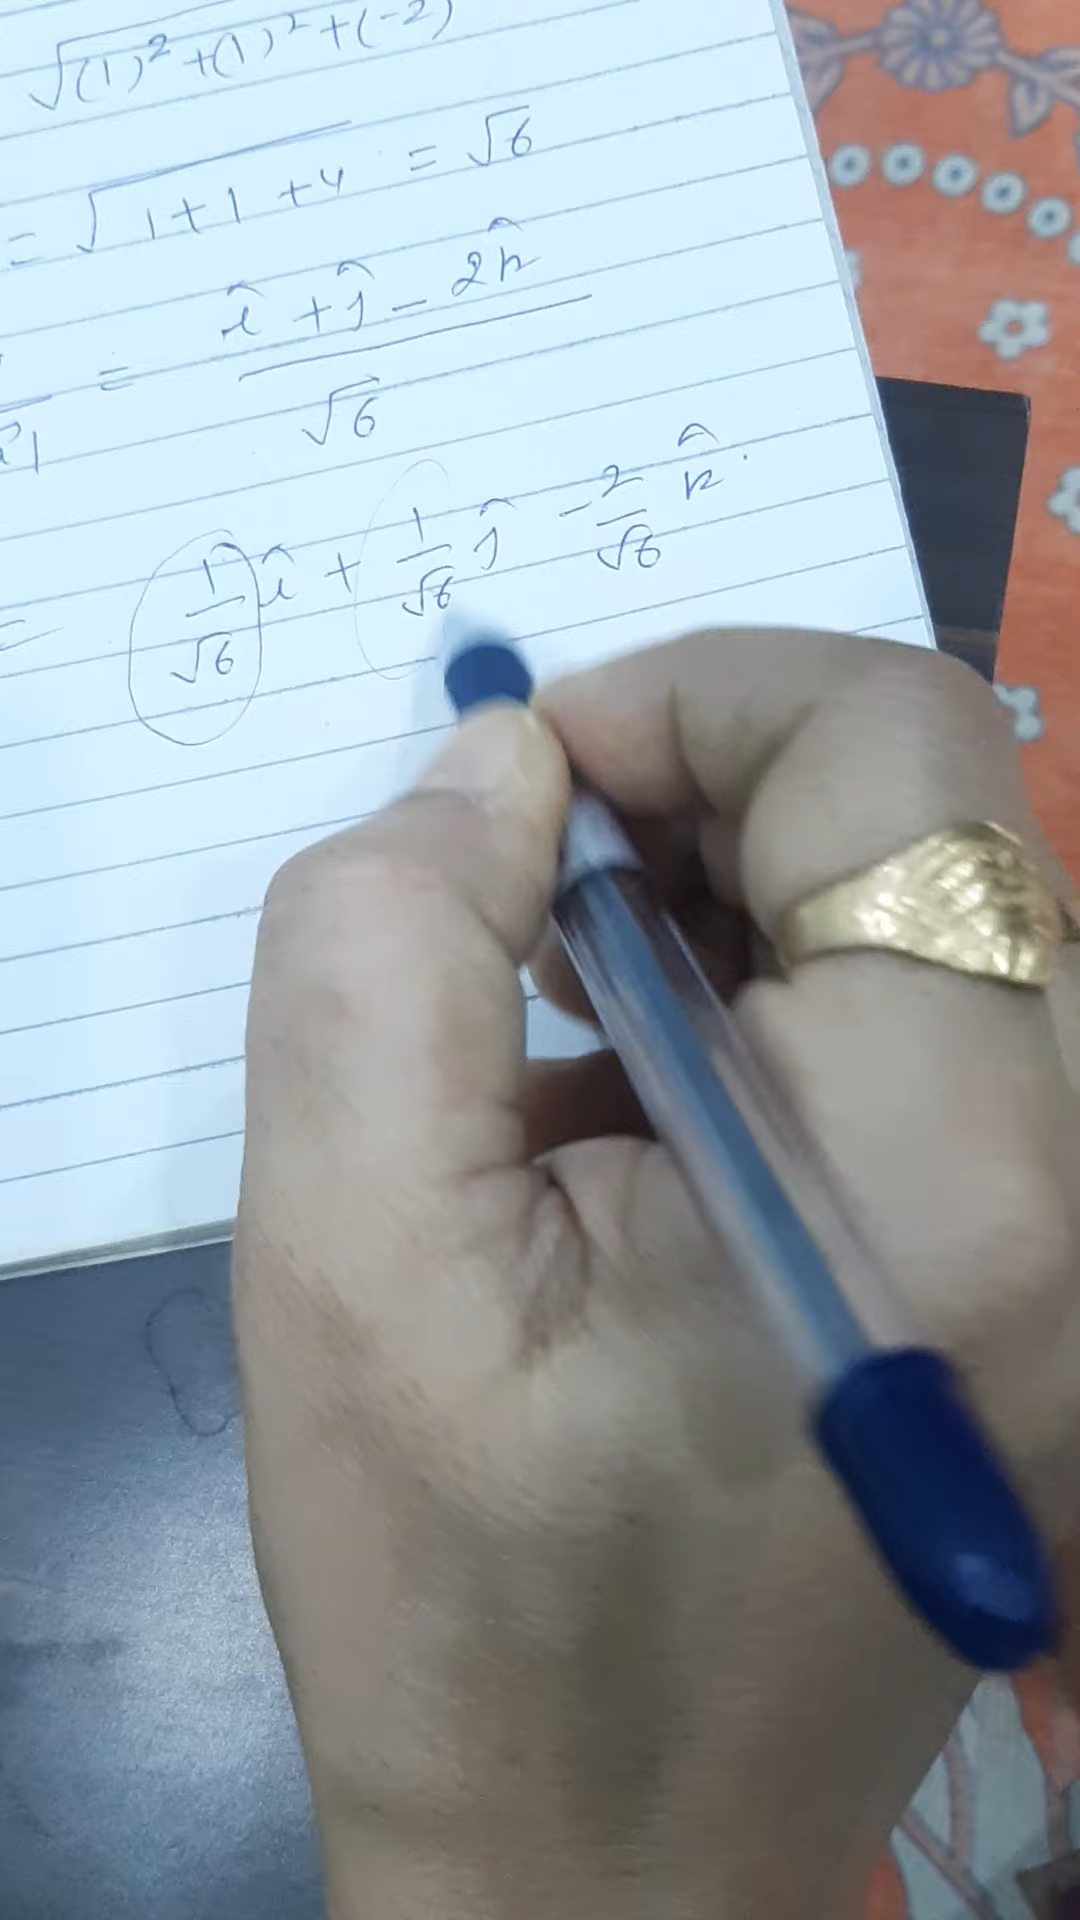 √(1)²+(1)²+(-2)
= √1+1+4 = √6
= î + ĵ - 2k̂ / √6
= 1/√6 î + 1/√6 ĵ - 2/√6 k̂.